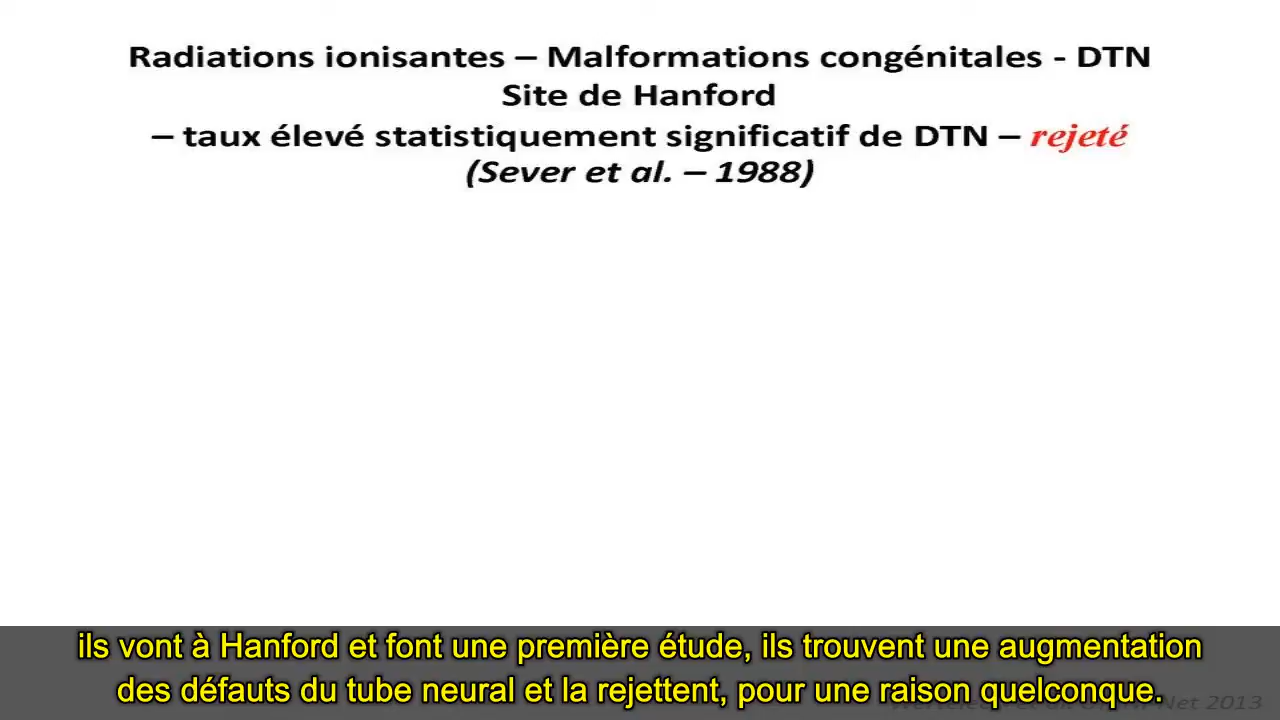 Radiations ionisantes – Malformations congénitales - DTN
Site de Hanford
– taux élevé statistiquement significatif de DTN – rejeté
(Sever et al. – 1988)
ils vont à Hanford et font une première étude, ils trouvent une augmentation
des défauts du tube neural et la rejettent, pour une raison quelconque.
Net 2013